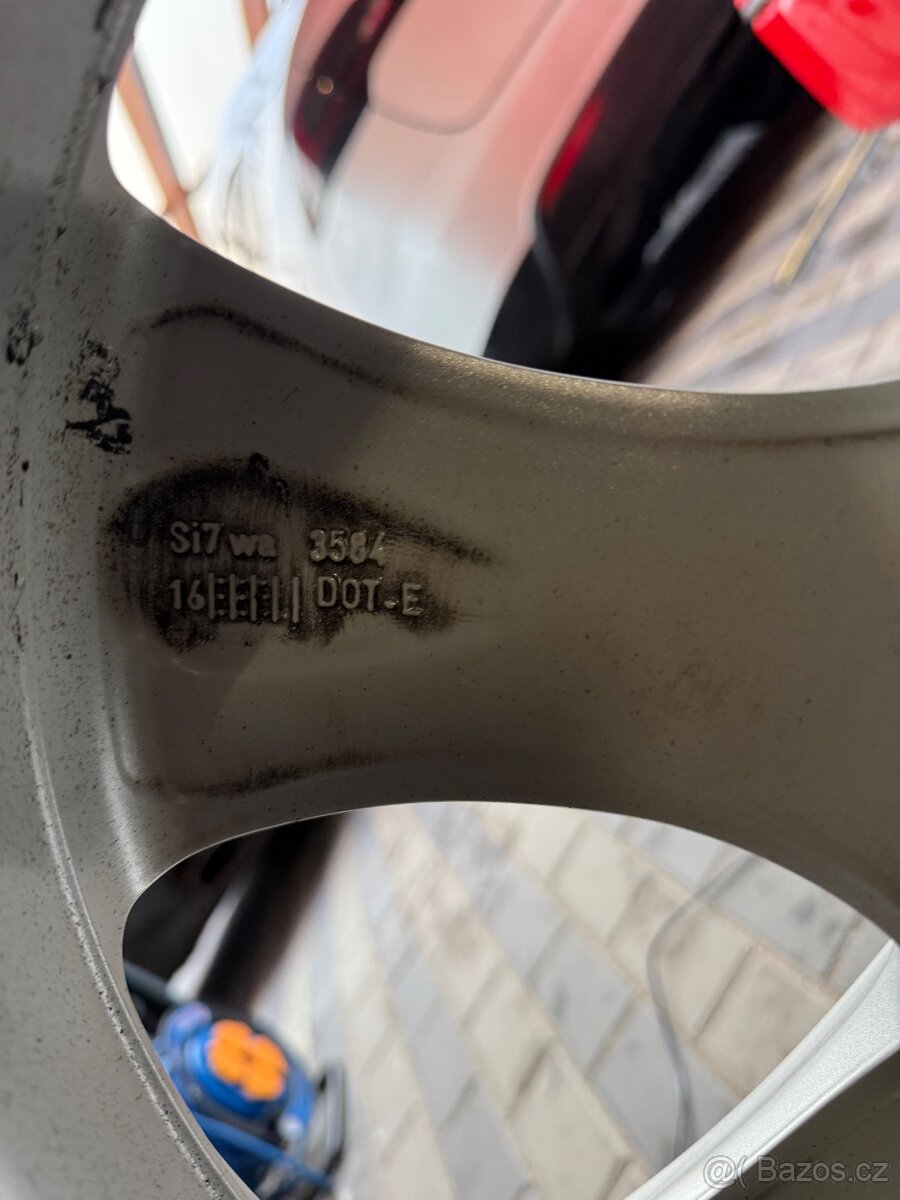 Si7 wa 3584
16 DOT-E
@( Bazos.cz